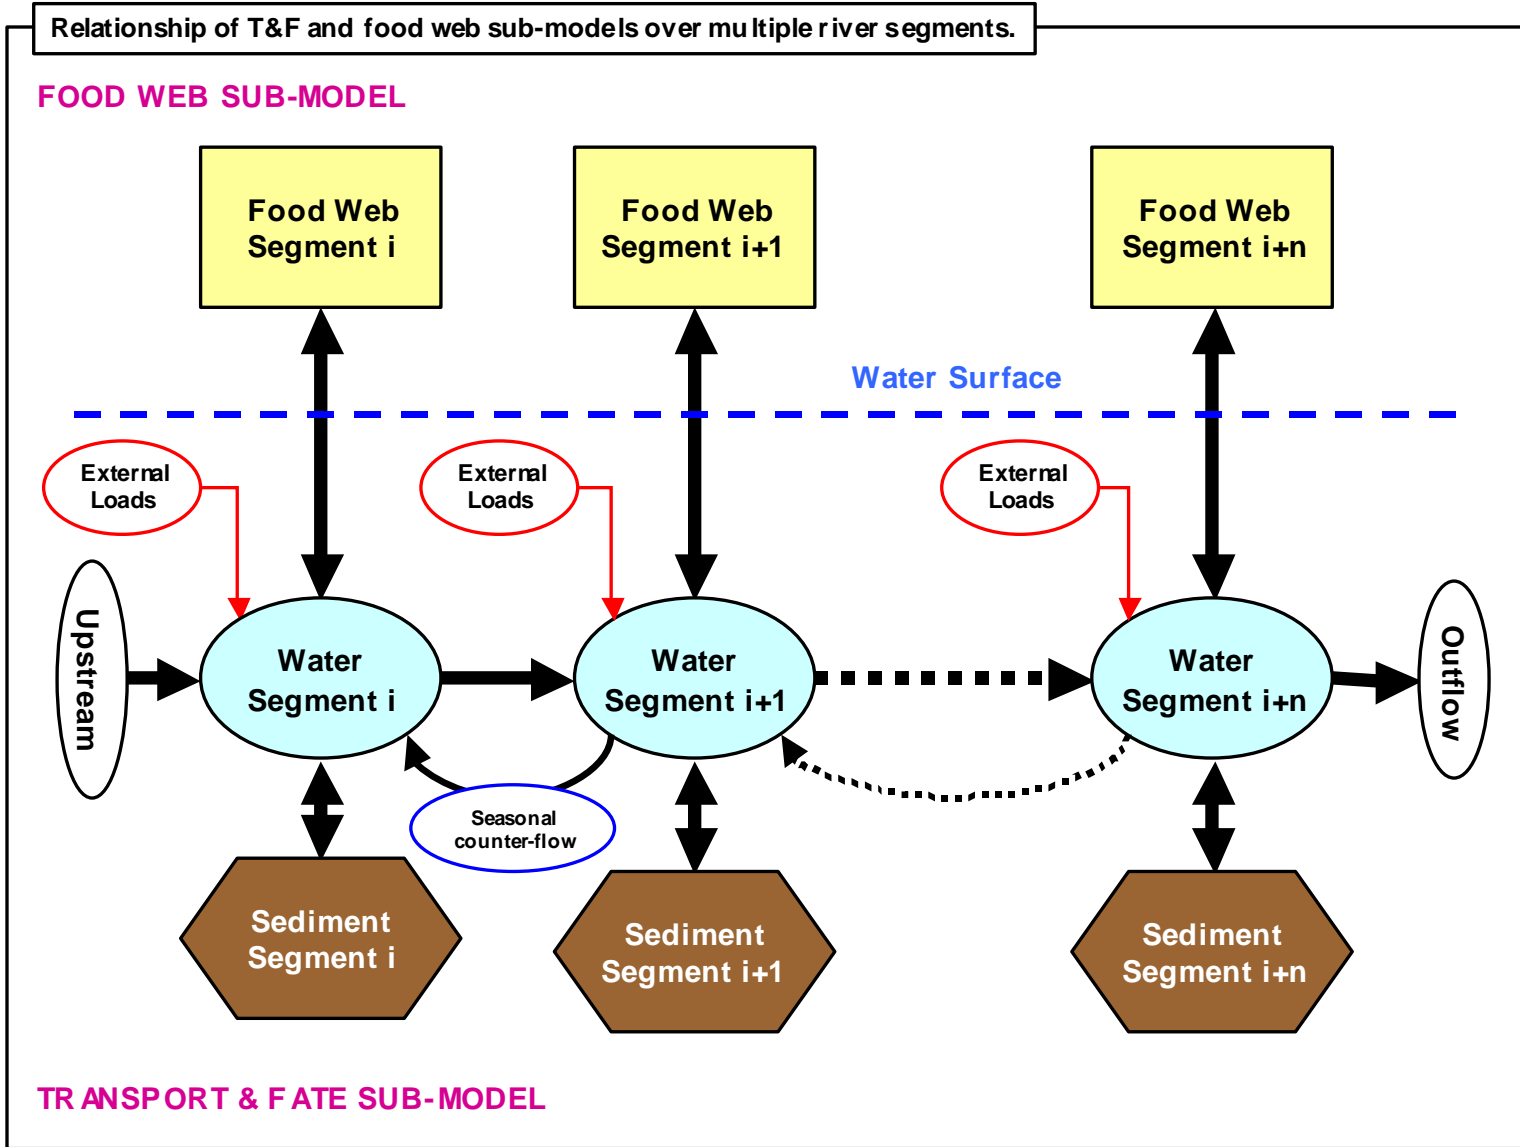 Relationship of T&F and food web sub-models over multiple river segments.
FOOD WEB SUB-MODEL
Food Web
Segment i
Food Web
Segment i+1
Food Web
Segment i+n
Water Surface
External
Loads
External
Loads
External
Loads
Upstream
Water
Segment i
Water
Segment i+1
Water
Segment i+n
Outflow
Seasonal
counter-flow
Sediment
Segment i
Sediment
Segment i+1
Sediment
Segment i+n
TRANSPORT & FATE SUB-MODEL